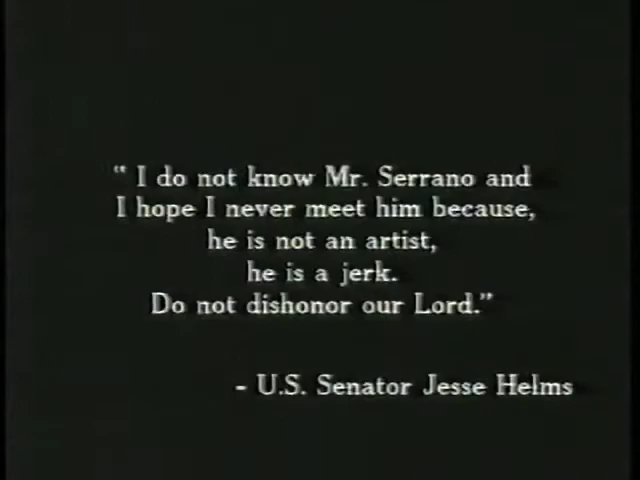 " I do not know Mr. Serrano and
I hope I never meet him because,
he is not an artist,
he is a jerk.
Do not dishonor our Lord."
- U.S. Senator Jesse Helms